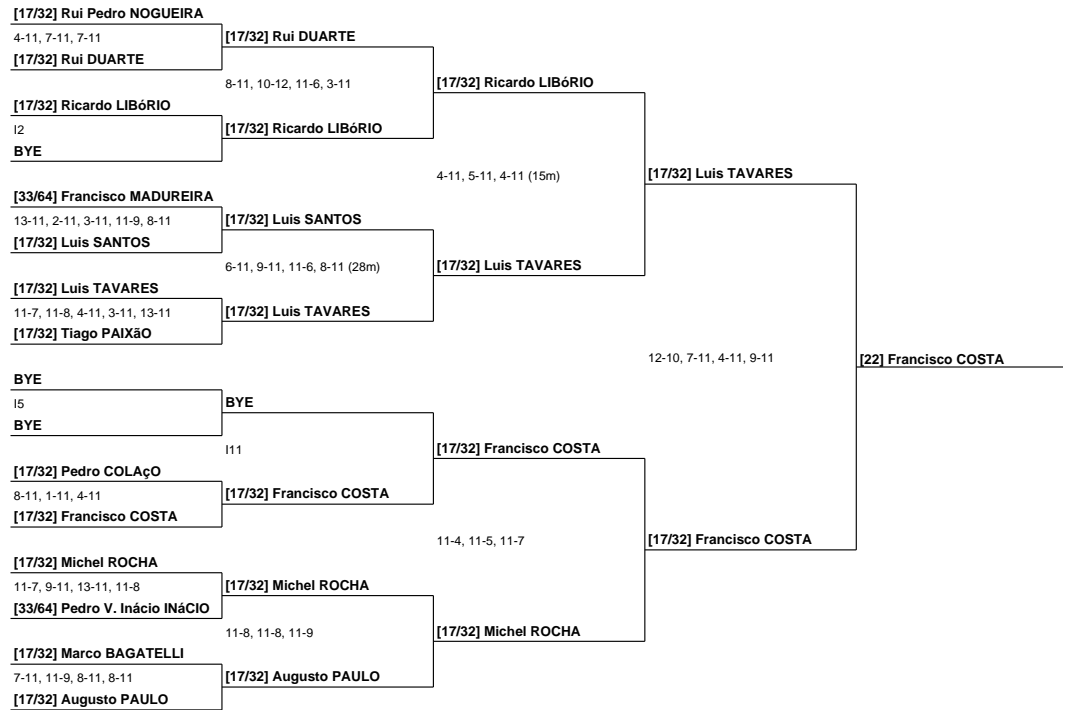 [17/32] Rui Pedro NOGUEIRA
4-11, 7-11, 7-11
[17/32] Rui DUARTE
[17/32] Rui DUARTE
8-11, 10-12, 11-6, 3-11
[17/32] Ricardo LIBóRIO
[17/32] Ricardo LIBóRIO
I2
BYE
[17/32] Ricardo LIBóRIO
4-11, 5-11, 4-11 (15m)
[17/32] Luis TAVARES
[33/64] Francisco MADUREIRA
13-11, 2-11, 3-11, 11-9, 8-11
[17/32] Luis SANTOS
[17/32] Luis SANTOS
6-11, 9-11, 11-6, 8-11 (28m)
[17/32] Luis TAVARES
[17/32] Luis TAVARES
11-7, 11-8, 4-11, 3-11, 13-11
[17/32] Luis TAVARES
[17/32] Tiago PAIXãO
12-10, 7-11, 4-11, 9-11
[22] Francisco COSTA
BYE
I5
BYE
BYE
I11
[17/32] Francisco COSTA
[17/32] Pedro COLAçO
8-11, 1-11, 4-11
[17/32] Francisco COSTA
[17/32] Francisco COSTA
11-4, 11-5, 11-7
[17/32] Francisco COSTA
[17/32] Michel ROCHA
11-7, 9-11, 13-11, 11-8
[17/32] Michel ROCHA
[33/64] Pedro V. Inácio INáCIO
11-8, 11-8, 11-9
[17/32] Michel ROCHA
[17/32] Marco BAGATELLI
7-11, 11-9, 8-11, 8-11
[17/32] Augusto PAULO
[17/32] Augusto PAULO